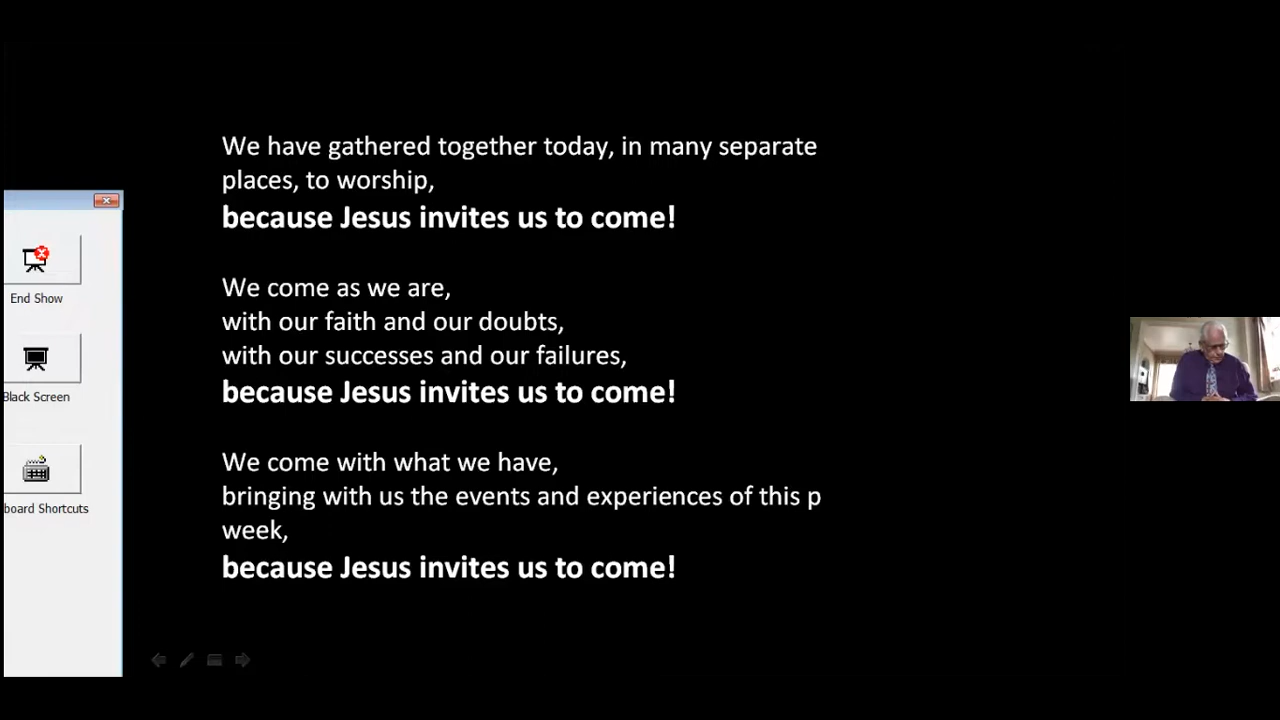 We have gathered together today, in many separate
places, to worship,
because Jesus invites us to come!
We come as we are,
with our faith and our doubts,
with our successes and our failures,
because Jesus invites us to come!
We come with what we have,
bringing with us the events and experiences of this p
week,
because Jesus invites us to come!
End Show
Black Screen
board Shortcuts